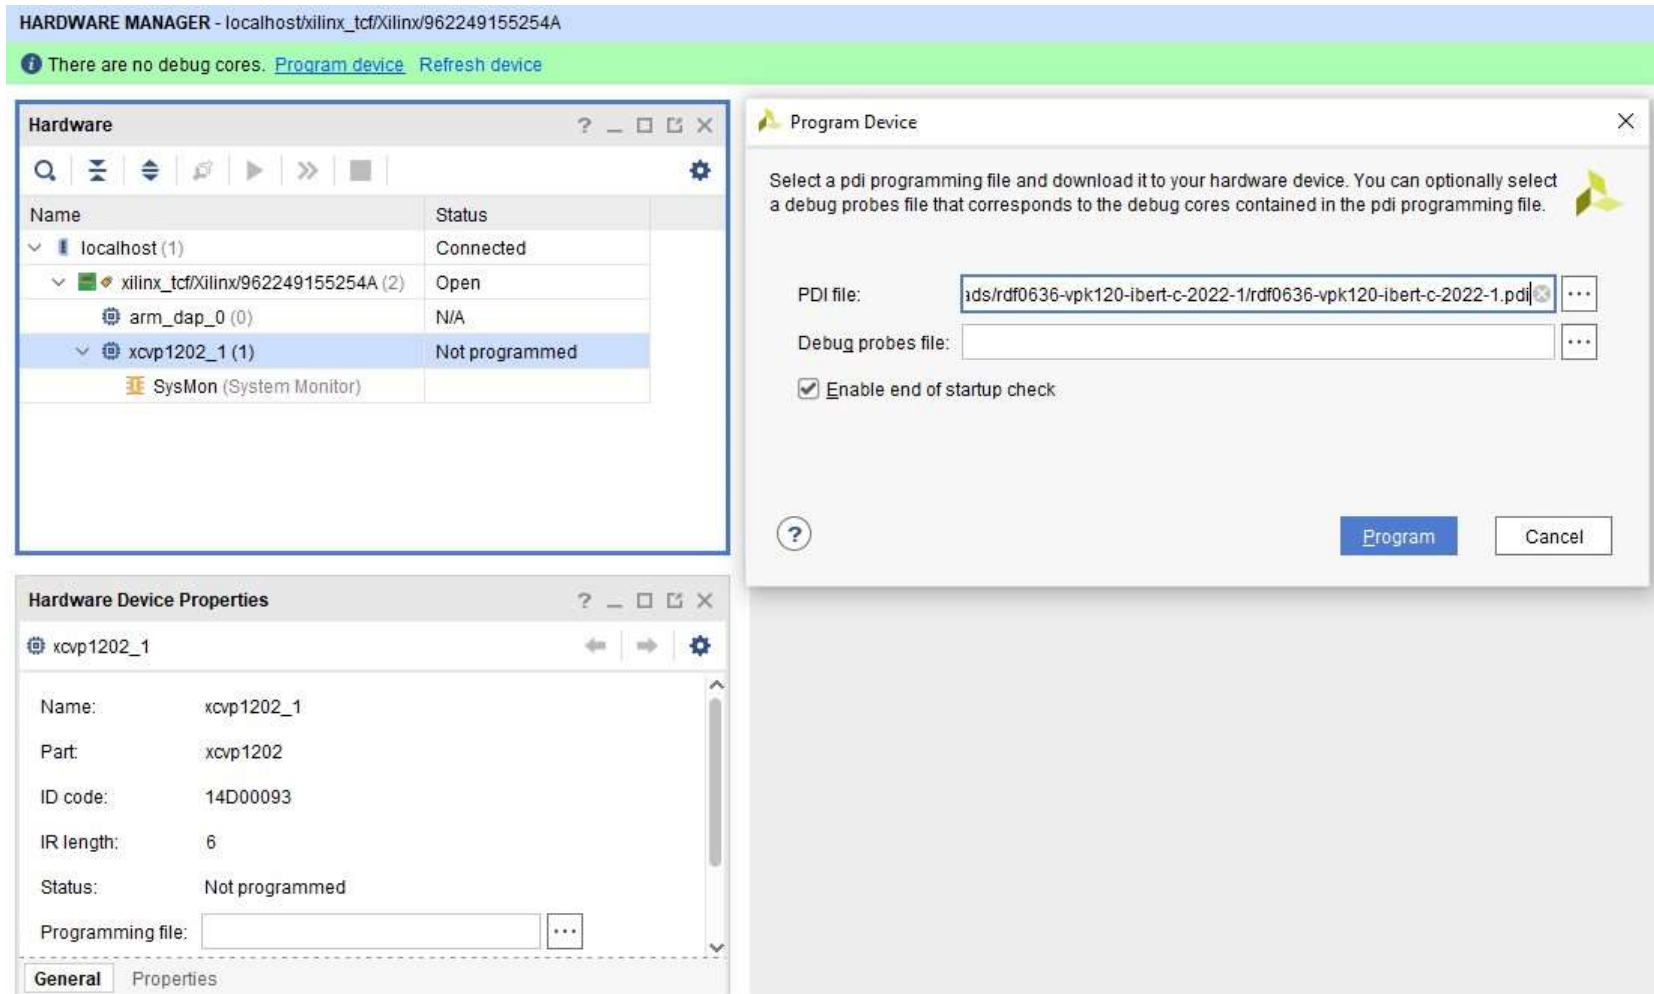 HARDWARE MANAGER - localhost/xilinx_tcf/Xilinx/962249155254A
There are no debug cores. Program device Refresh device
Hardware
Name Status
localhost (1) Connected
xilinx_tcf/Xilinx/962249155254A (2) Open
arm_dap_0 (0) N/A
xcvp1202_1 (1) Not programmed
SysMon (System Monitor)
Hardware Device Properties
xcvp1202_1
Name: xcvp1202_1
Part: xcvp1202
ID code: 14D00093
IR length: 6
Status: Not programmed
Programming file:
General Properties
Program Device
Select a pdi programming file and download it to your hardware device. You can optionally select
a debug probes file that corresponds to the debug cores contained in the pdi programming file.
PDI file: ads/rdf0636-vpk120-ibert-c-2022-1/rdf0636-vpk120-ibert-c-2022-1.pdi
Debug probes file:
Enable end of startup check
Program Cancel